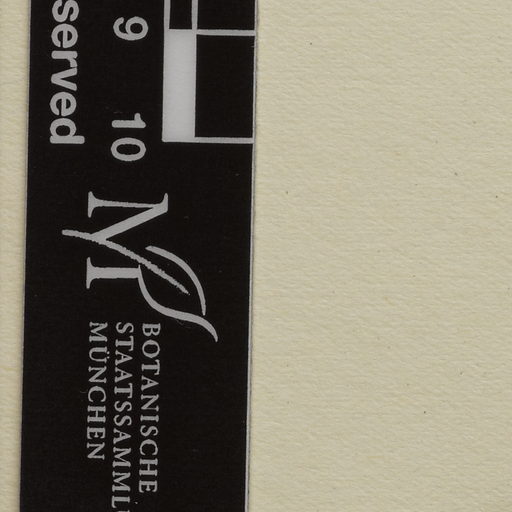 served
9 10
M
BOTANISCHE
STAATSSAMML
MÜNCHEN